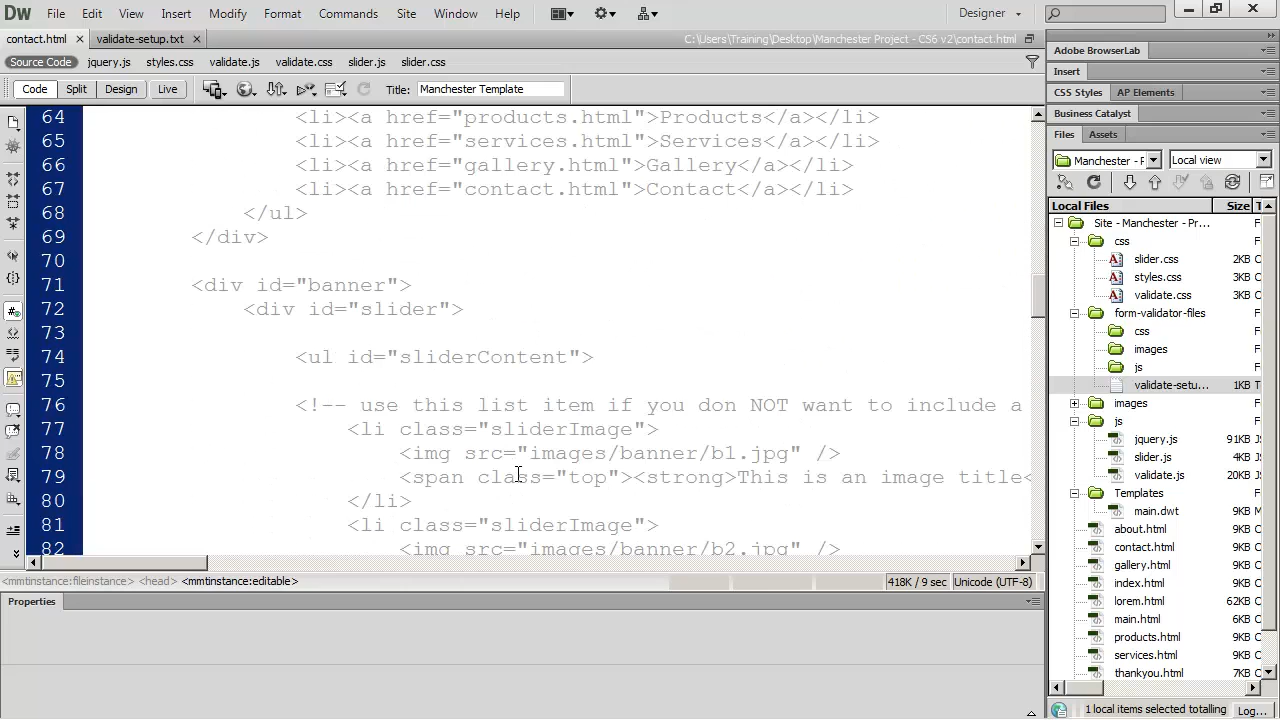 Dw File Edit View Insert Modify Format Commands Site Window Help Designer
contact.html validate-setup.txt C:\Users\Training\Desktop\Manchester Project - CS6 v2\contact.html
Source Code jquery.js styles.css validate.js validate.css slider.js slider.css
Code Split Design Live Title: Manchester Template
64 <li><a href="products.html">Products</a></li>
65 <li><a href="services.html">Services</a></li>
66 <li><a href="gallery.html">Gallery</a></li>
67 <li><a href="contact.html">Contact</a></li>
68 </ul>
69 </div>
70
71 <div id="banner">
72 <div id="slider">
73
74 <ul id="sliderContent">
75
76 <!-- use this list item if you don NOT want to include a
77 <li class="sliderImage">
78 <img src="images/banner/b1.jpg" />
79 <span class="top"><strong>This is an image title<
80 </li>
81 <li class="sliderImage">
82 <img src="images/banner/b2.jpg" />
<mmtinstance:fileinstance> <head> <mmtinstance:editable> 418K / 9 sec Unicode (UTF-8)
Properties
Adobe BrowserLab
Insert
CSS Styles AP Elements
Business Catalyst
Files Assets
Manchester - F Local view
Local Files Size T
Site - Manchester - Pr... F
css F
slider.css 2KB C
styles.css 3KB C
validate.css 3KB C
form-validator-files F
css F
images F
js F
validate-setu... 1KB T
images F
js F
jquery.js 91KB C
slider.js 3KB C
validate.js 4KB C
Templates F
main.dwt 9KB M
about.html 9KB C
contact.html 9KB C
gallery.html 9KB C
index.html 9KB C
lorem.html 62KB C
main.html 6KB C
products.html 9KB C
services.html 9KB C
thankyou.html 7KB C
1 local items selected totalling Log...